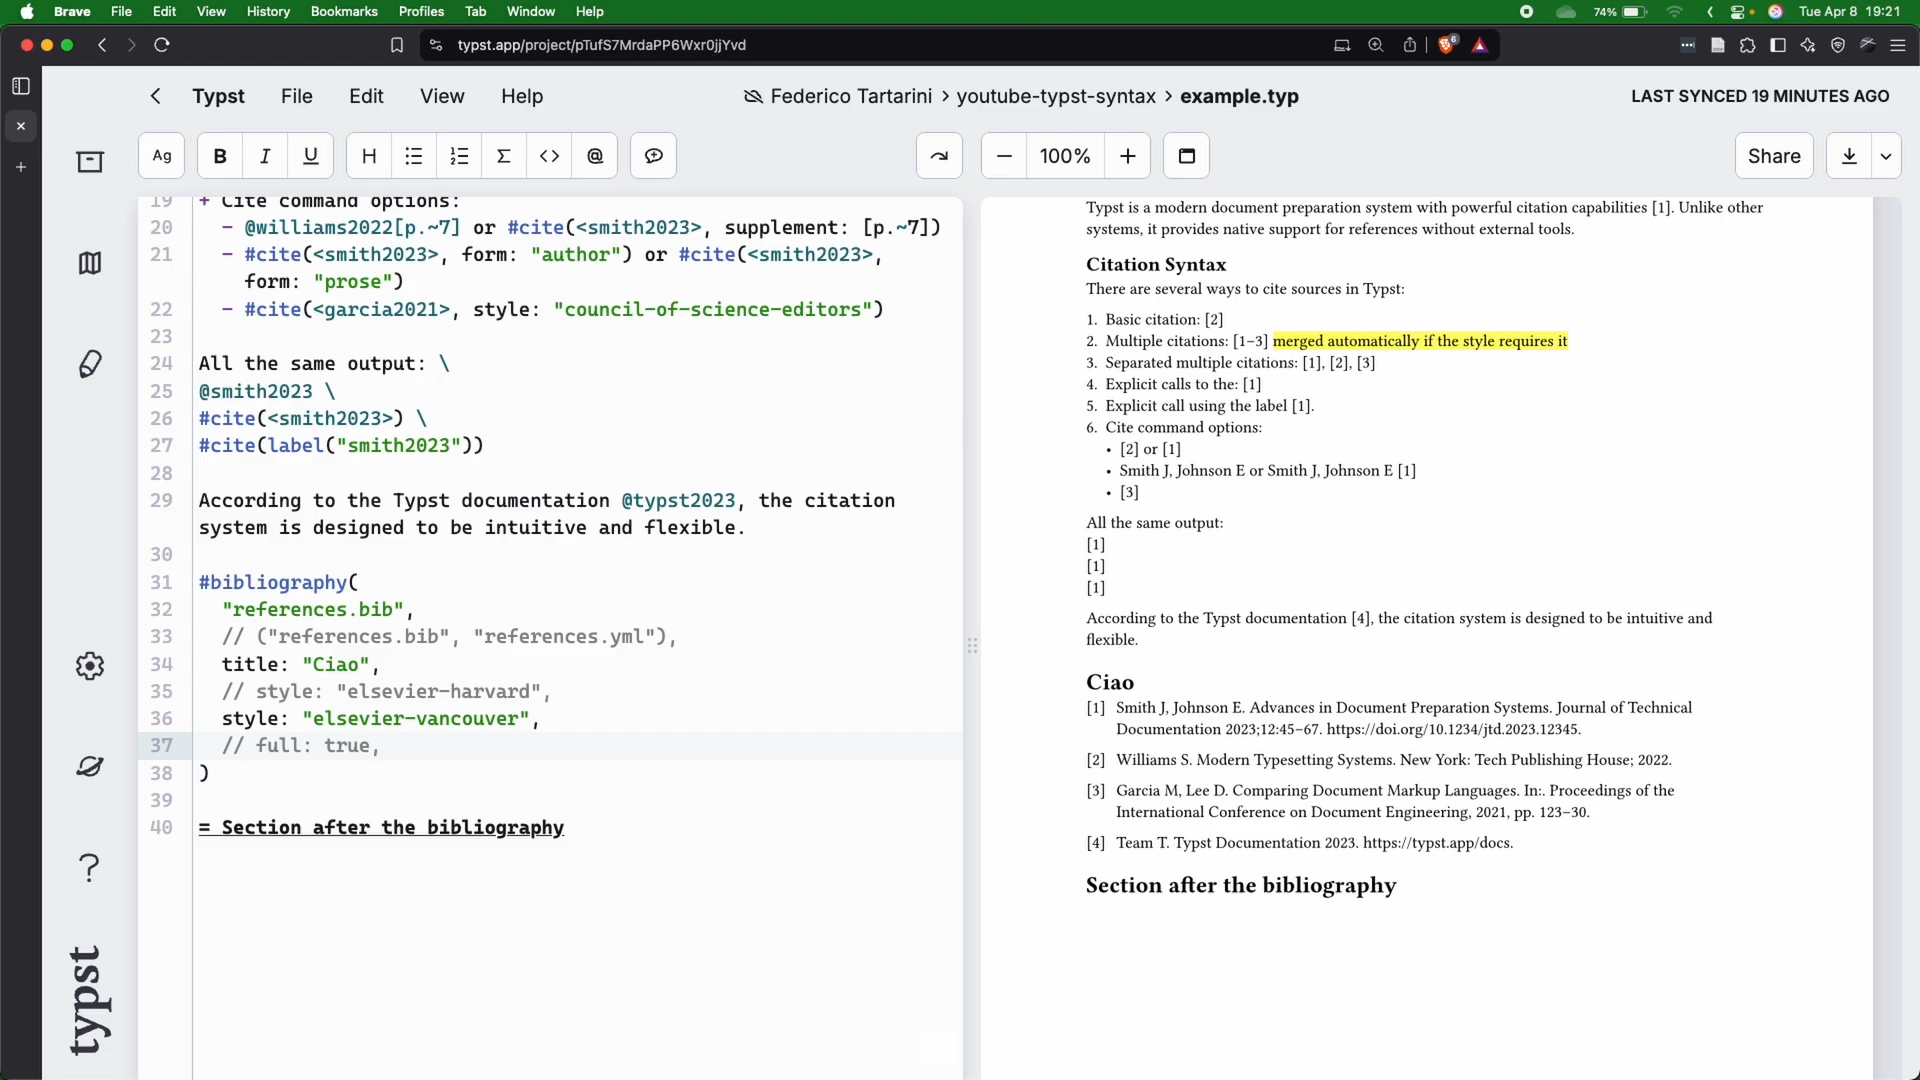 Brave File Edit View History Bookmarks Profiles Tab Window Help 74% Tue Apr 8 19:21
typst.app/project/pTufS7MrdaPP6Wxr0jjYvd 6
Typst File Edit View Help Federico Tartarini > youtube-typst-syntax > example.typ LAST SYNCED 19 MINUTES AGO
Ag B I U H Σ <> @ 100% Share
19 + Cite command options:
20 - @williams2022[p.~7] or #cite(<smith2023>, supplement: [p.~7])
21 - #cite(<smith2023>, form: "author") or #cite(<smith2023>,
form: "prose")
22 - #cite(<garcia2021>, style: "council-of-science-editors")
23
24 All the same output: \
25 @smith2023 \
26 #cite(<smith2023>) \
27 #cite(label("smith2023"))
28
29 According to the Typst documentation @typst2023, the citation
system is designed to be intuitive and flexible.
30
31 #bibliography(
32 "references.bib",
33 // ("references.bib", "references.yml"),
34 title: "Ciao",
35 // style: "elsevier-harvard",
36 style: "elsevier-vancouver",
37 // full: true,
38 )
39
40 = Section after the bibliography
typst
Typst is a modern document preparation system with powerful citation capabilities [1]. Unlike other
systems, it provides native support for references without external tools.
Citation Syntax
There are several ways to cite sources in Typst:
1. Basic citation: [2]
2. Multiple citations: [1–3] merged automatically if the style requires it
3. Separated multiple citations: [1], [2], [3]
4. Explicit calls to the: [1]
5. Explicit call using the label [1].
6. Cite command options:
• [2] or [1]
• Smith J, Johnson E or Smith J, Johnson E [1]
• [3]
All the same output:
[1]
[1]
[1]
According to the Typst documentation [4], the citation system is designed to be intuitive and
flexible.
Ciao
[1] Smith J, Johnson E. Advances in Document Preparation Systems. Journal of Technical
Documentation 2023;12:45–67. https://doi.org/10.1234/jtd.2023.12345.
[2] Williams S. Modern Typesetting Systems. New York: Tech Publishing House; 2022.
[3] Garcia M, Lee D. Comparing Document Markup Languages. In:. Proceedings of the
International Conference on Document Engineering, 2021, pp. 123–30.
[4] Team T. Typst Documentation 2023. https://typst.app/docs.
Section after the bibliography